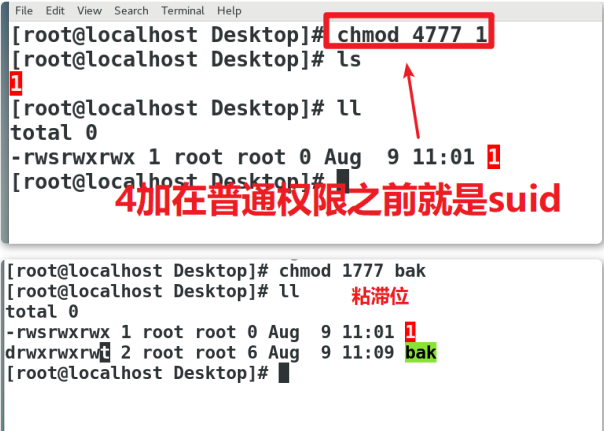 File Edit View Search Terminal Help
[root@localhost Desktop]# chmod 4777 1
[root@localhost Desktop]# ls
1
[root@localhost Desktop]# ll
total 0
-rwsrwxrwx 1 root root 0 Aug  9 11:01 1
[root@localhost Desktop]#
4加在普通权限之前就是suid
[root@localhost Desktop]# chmod 1777 bak
[root@localhost Desktop]# ll
粘滞位
total 0
-rwsrwxrwx 1 root root 0 Aug  9 11:01 1
drwxrwxrwt 2 root root 6 Aug  9 11:09 bak
[root@localhost Desktop]#